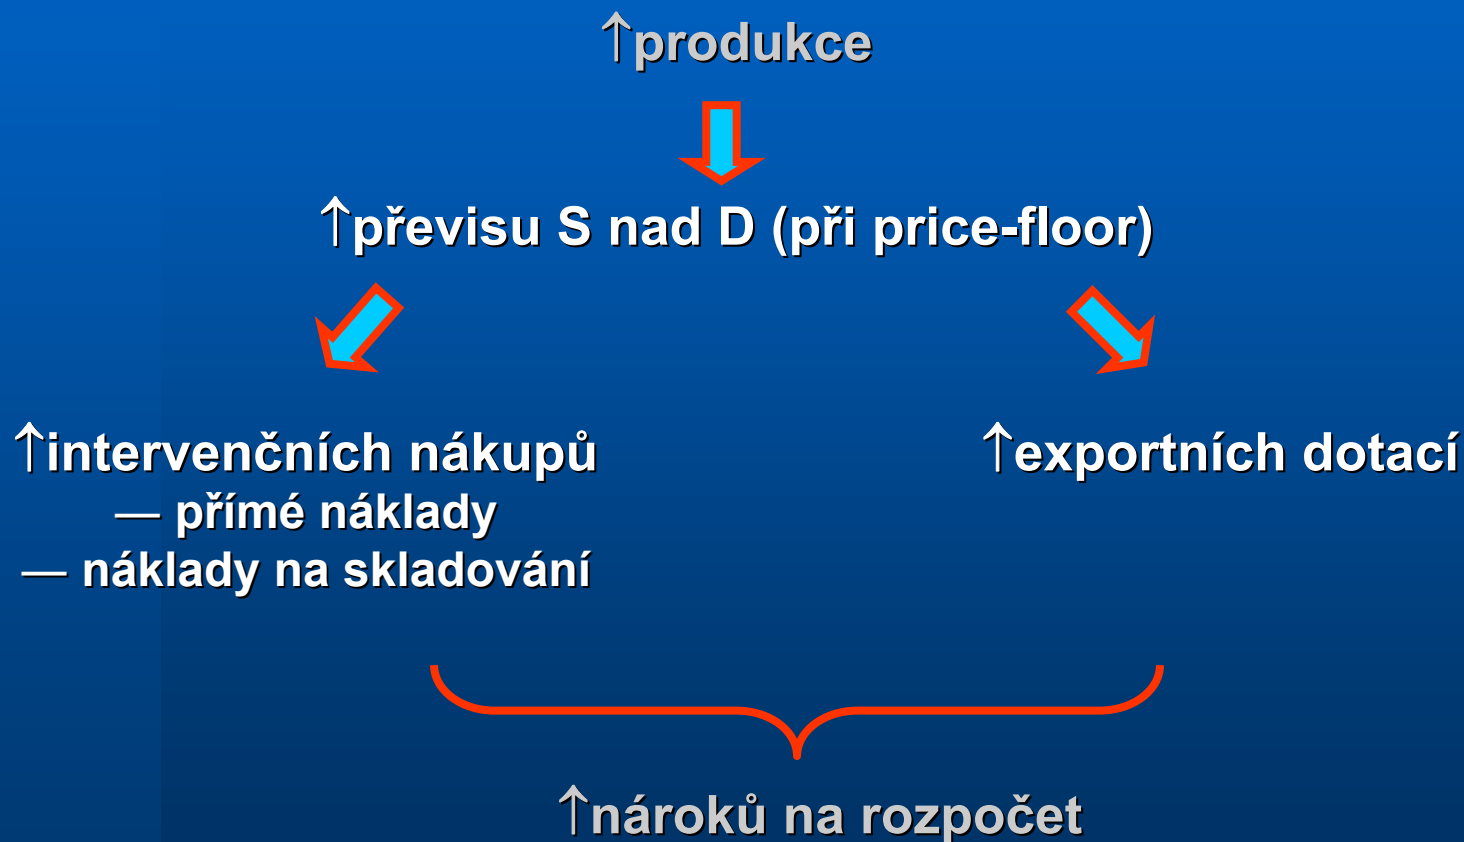 ↑produkce
↑převisu S nad D (při price-floor)
↑intervenčních nákupů
— přímé náklady
— náklady na skladování
↑exportních dotací
↑nároků na rozpočet